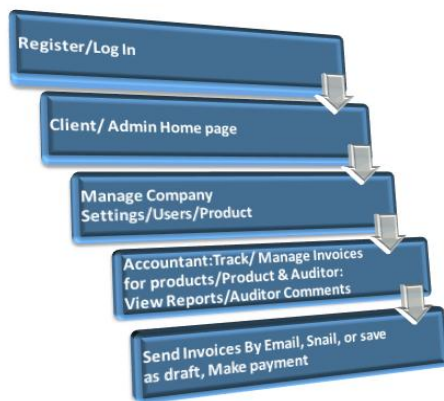 Register/Log In
Client/ Admin Home page
Manage Company
Settings/Users/Product
Accountant:Track/ Manage Invoices
for products/Product & Auditor:
View Reports/Auditor Comments
Send Invoices By Email, Snail, or save
as draft, Make payment